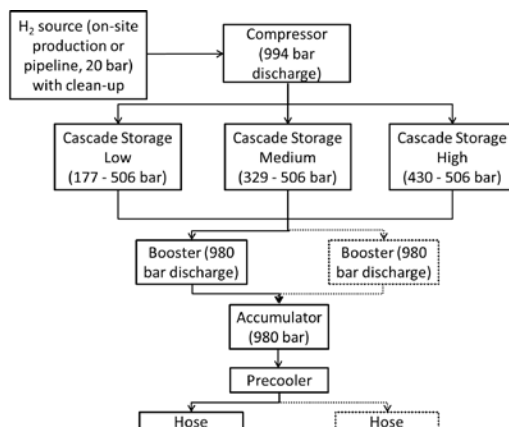 H₂ source (on-site
production or
pipeline, 20 bar)
with clean-up
Compressor
(994 bar
discharge)
Cascade Storage
Low
(177 - 506 bar)
Cascade Storage
Medium
(329 - 506 bar)
Cascade Storage
High
(430 - 506 bar)
Booster (980
bar discharge)
Booster (980
bar discharge)
Accumulator
(980 bar)
Precooler
Hose
Hose